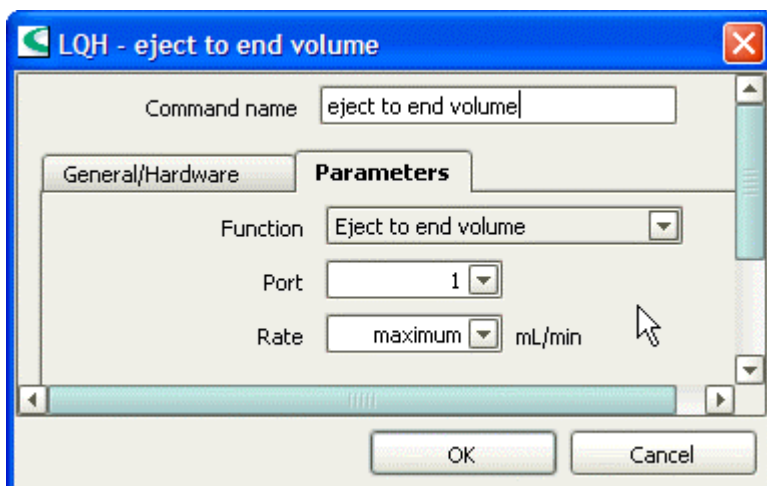 LQH - eject to end volume
Command name eject to end volume
General/Hardware Parameters
Function Eject to end volume
Port 1
Rate maximum mL/min
OK Cancel